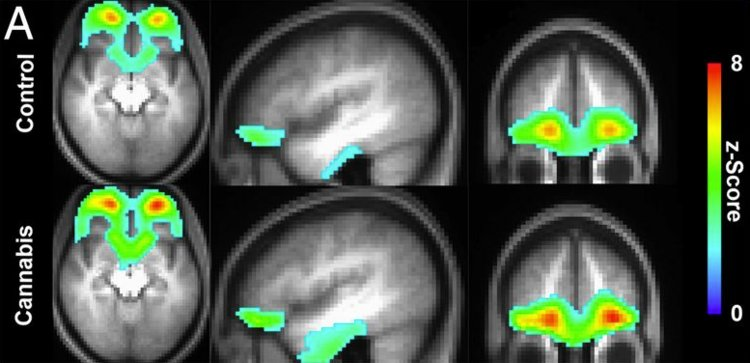 A
Control
Cannabis
8
z-Score
0